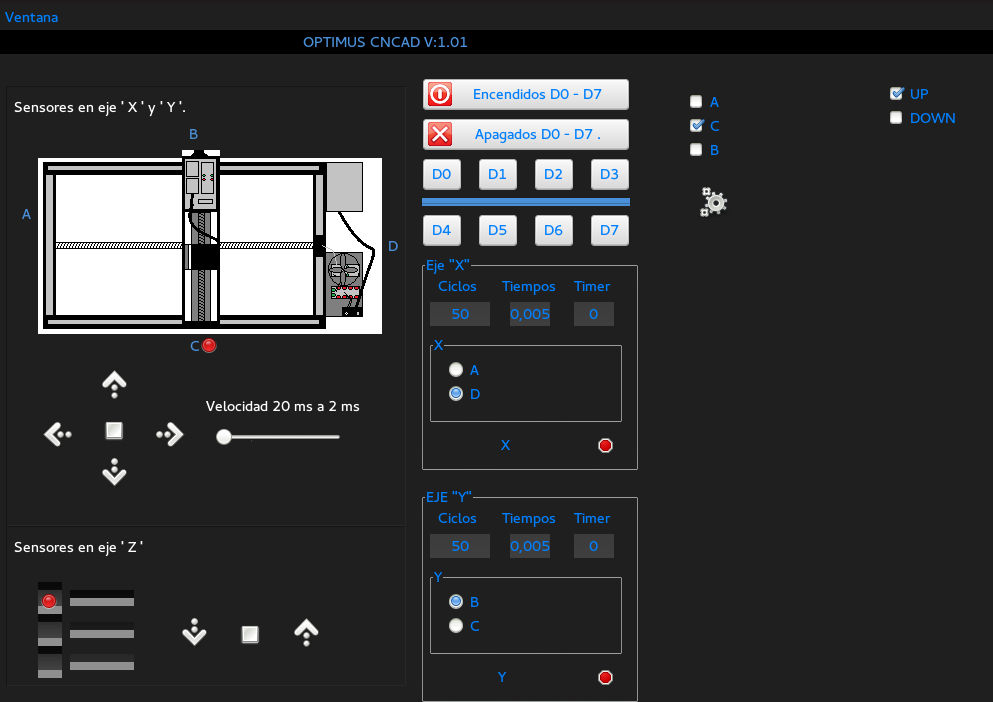 Ventana
OPTIMUS CNCAD V:1.01
Sensores en eje ' X ' y ' Y '.
B
A
D
C
Velocidad 20 ms a 2 ms
Sensores en eje ' Z '
Encendidos D0 - D7
Apagados D0 - D7 .
D0 D1 D2 D3
D4 D5 D6 D7
Eje "X"
Ciclos Tiempos Timer
50 0,005 0
X
A
D
X
EJE "Y"
Ciclos Tiempos Timer
50 0,005 0
Y
B
C
Y
A
C
B
UP
DOWN